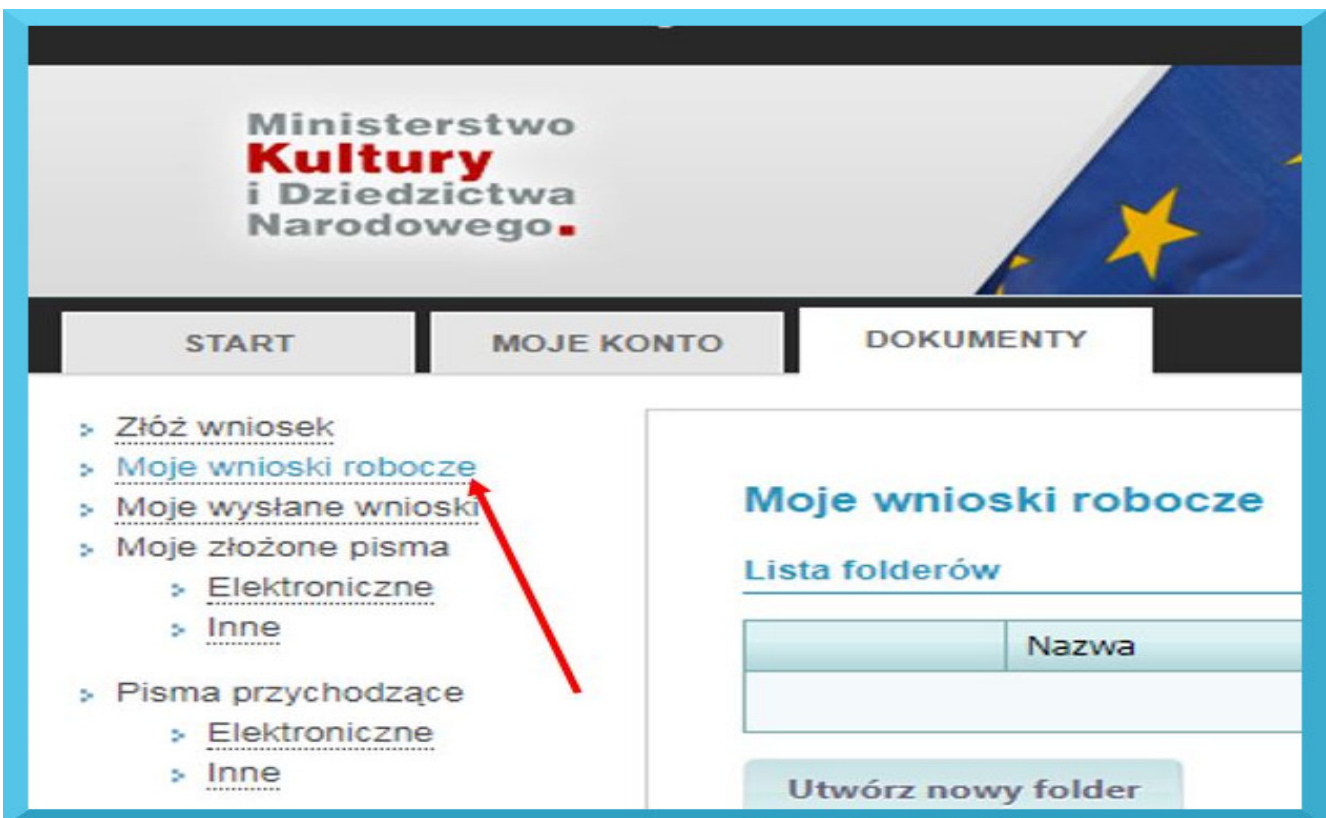 Ministerstwo
Kultury
i Dziedzictwa
Narodowego.
START
MOJE KONTO
DOKUMENTY
Złóż wniosek
Moje wnioski robocze
Moje wysłane wnioski
Moje złożone pisma
Elektroniczne
Inne
Pisma przychodzące
Elektroniczne
Inne
Moje wnioski robocze
Lista folderów
Nazwa
Utwórz nowy folder